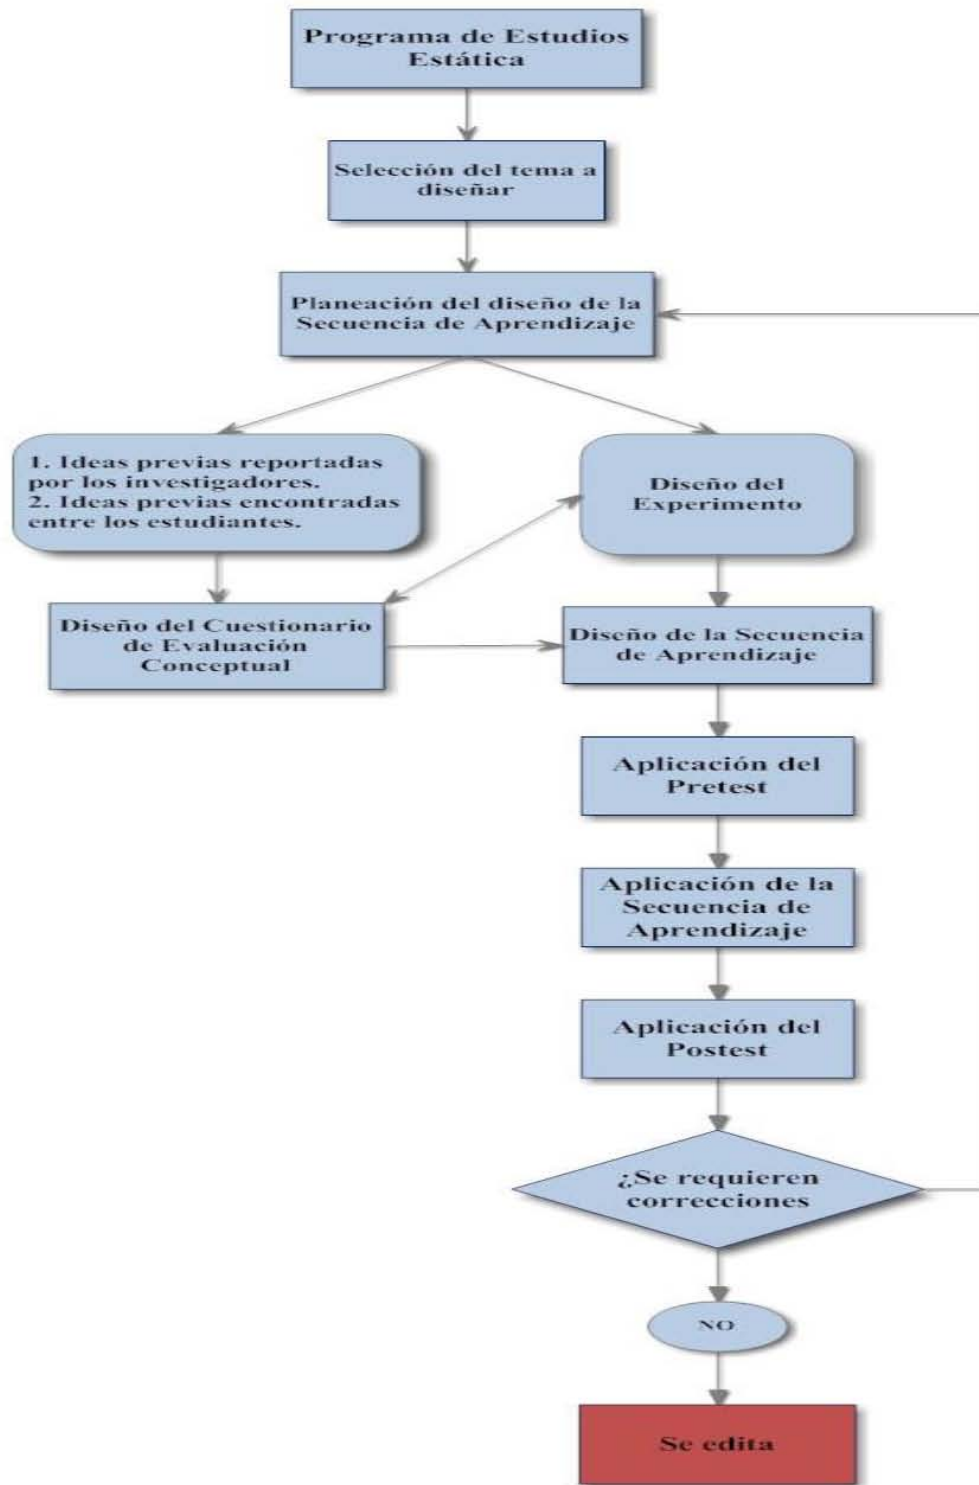 Programa de Estudios
Estática
Selección del tema a
diseñar
Planeación del diseño de la
Secuencia de Aprendizaje
1. Ideas previas reportadas
por los investigadores.
2. Ideas previas encontradas
entre los estudiantes.
Diseño del
Experimento
Diseño del Cuestionario
de Evaluación
Conceptual
Diseño de la Secuencia
de Aprendizaje
Aplicación del
Pretest
Aplicación de la
Secuencia de
Aprendizaje
Aplicación del
Postest
¿Se requieren
correcciones
NO
Se edita